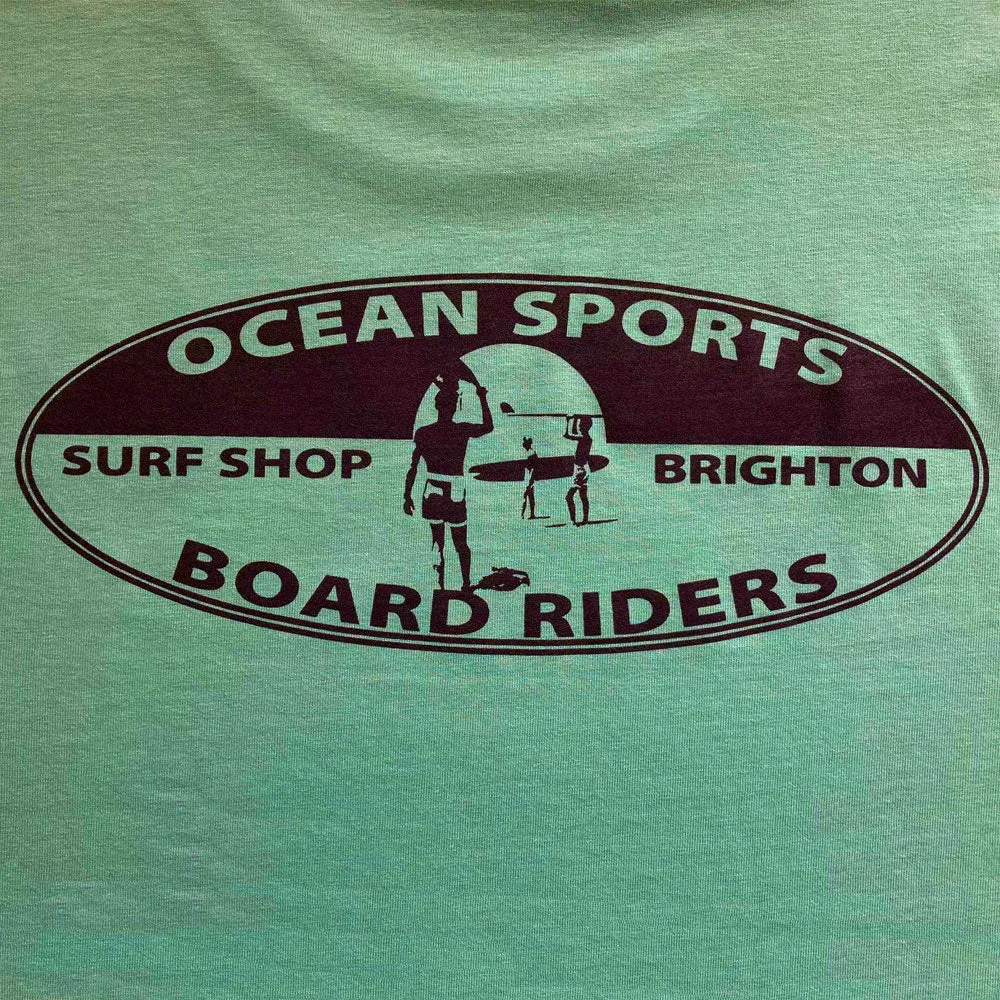 OCEAN SPORTS
SURF SHOP BRIGHTON
BOARD RIDERS